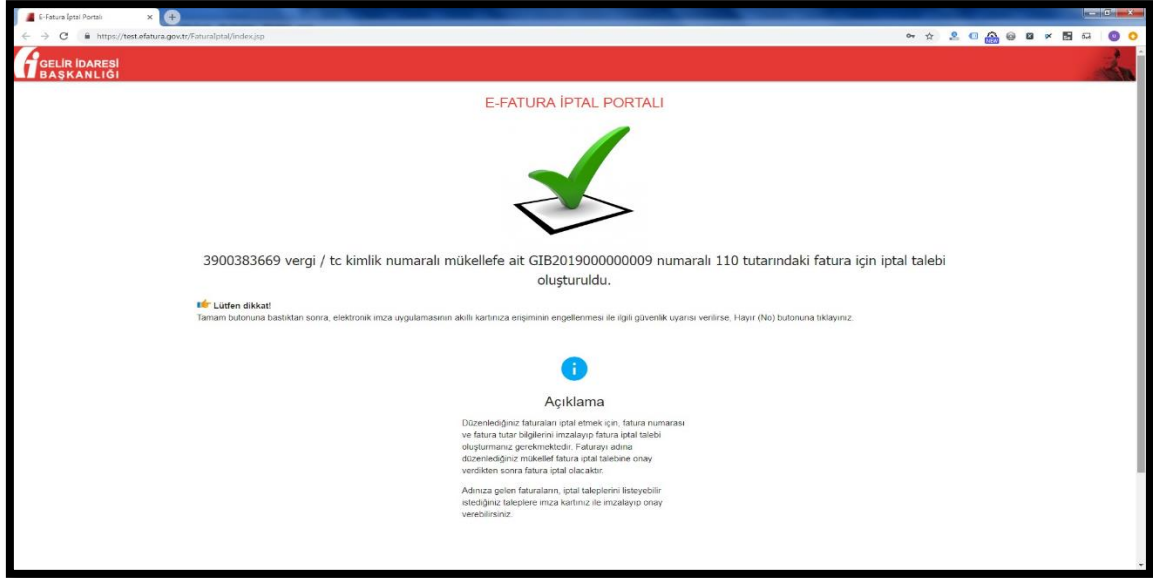 E-Fatura İptal Portalı
https://test.efatura.gov.tr/FaturaIptal/index.jsp
NEW
GELİR İDARESİ
BAŞKANLIĞI
E-FATURA İPTAL PORTALI
3900383669 vergi / tc kimlik numaralı mükellefe ait GIB2019000000009 numaralı 110 tutarındaki fatura için iptal talebi
oluşturuldu.
Lütfen dikkat!
Tamam butonuna bastıktan sonra, elektronik imza uygulamasının akıllı kartınıza erişiminin engellenmesi ile ilgili güvenlik uyarısı verilirse, Hayır (No) butonuna tıklayınız.
Açıklama
Düzenlediğiniz faturaları iptal etmek için, fatura numarası
ve fatura tutar bilgilerini imzalayıp fatura iptal talebi
oluşturmanız gerekmektedir. Faturayı adına
düzenlediğiniz mükellef fatura iptal talebine onay
verdikten sonra fatura iptal olacaktır.
Adınıza gelen faturaların, iptal taleplerini listeyebilir
istediğiniz taleplere imza kartınız ile imzalayıp onay
verebilirsiniz.